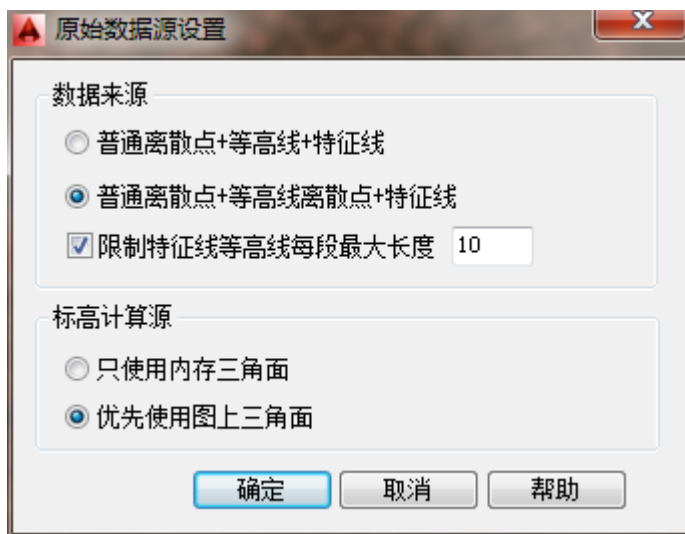 原始数据源设置
数据来源
普通离散点+等高线+特征线
普通离散点+等高线离散点+特征线
限制特征线等高线每段最大长度 10
标高计算源
只使用内存三角面
优先使用图上三角面
确定 取消 帮助